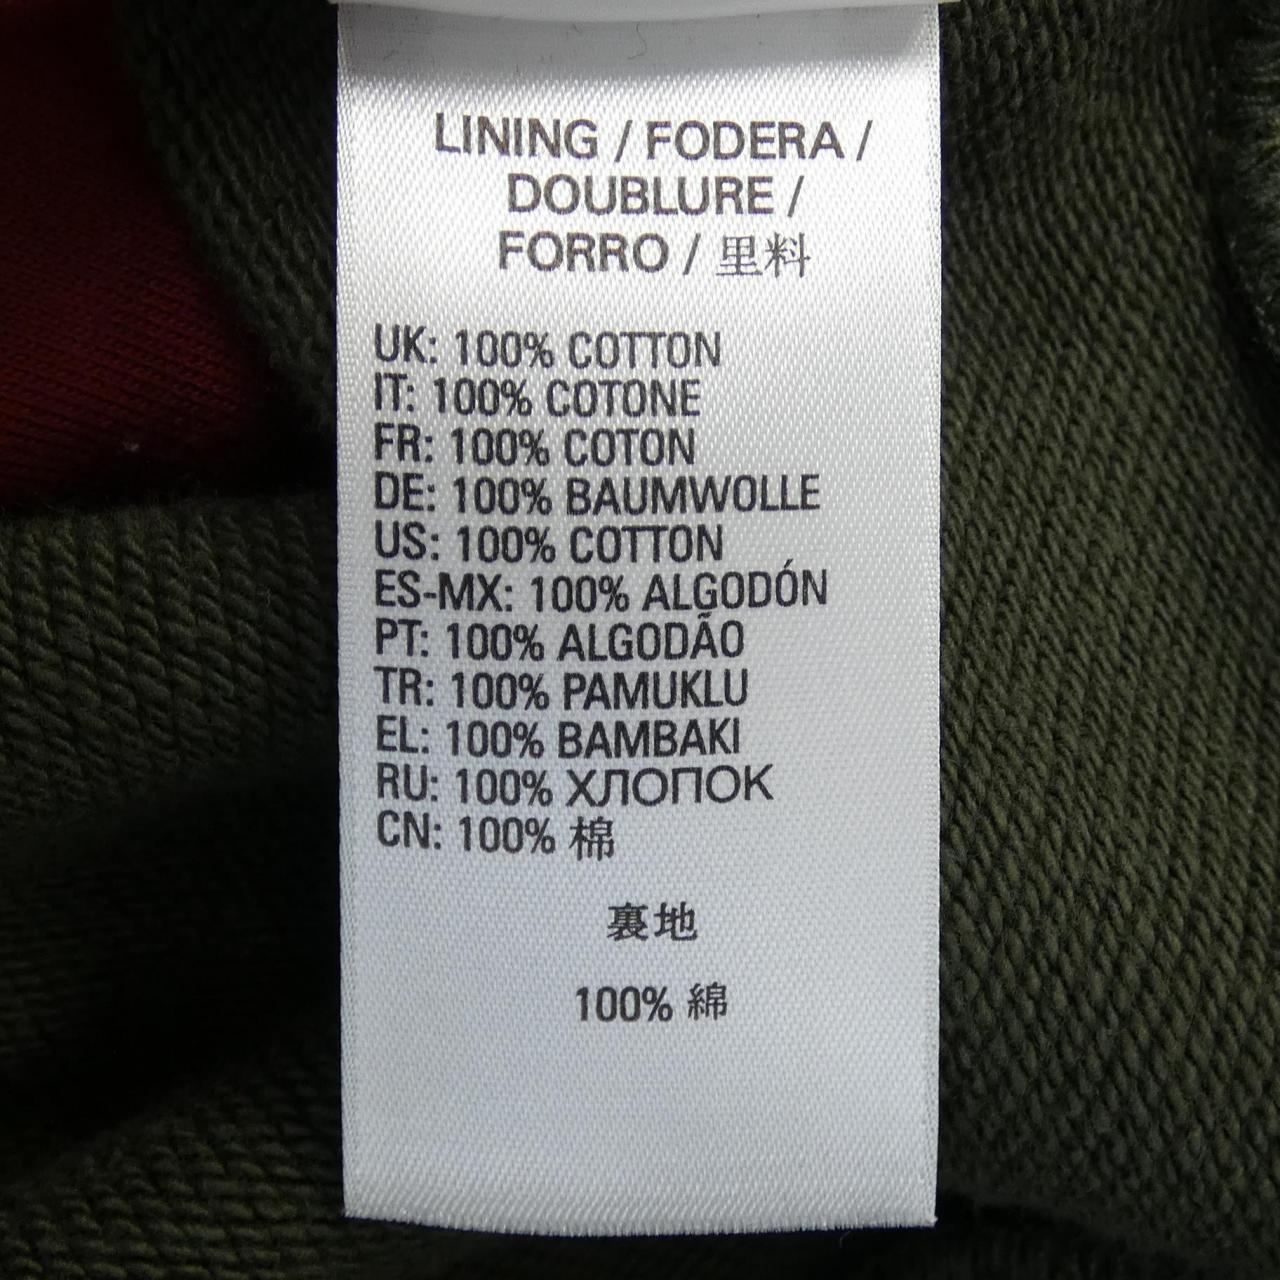 LINING / FODERA /
DOUBLURE /
FORRO / 里料
UK: 100% COTTON
IT: 100% COTONE
FR: 100% COTON
DE: 100% BAUMWOLLE
US: 100% COTTON
ES-MX: 100% ALGODÓN
PT: 100% ALGODÃO
TR: 100% PAMUKLU
EL: 100% BAMBAKI
RU: 100% ХЛОПОК
CN: 100% 棉
裏地
100% 綿